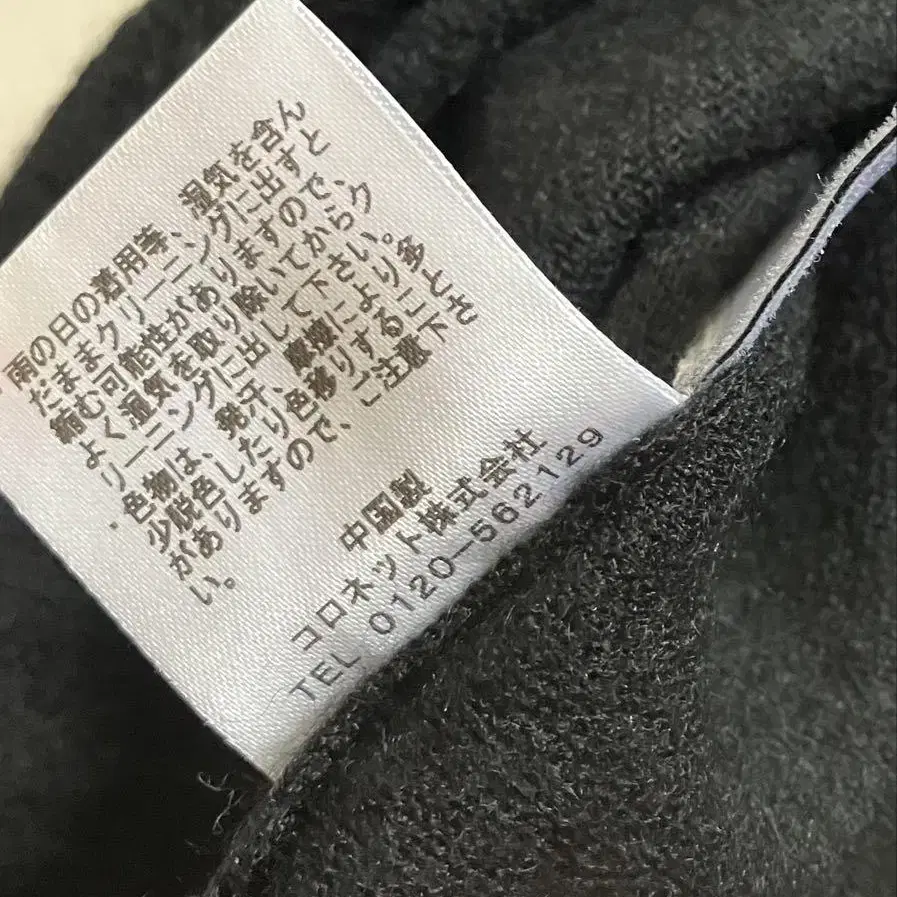 ・雨の日の着用等、湿気を含ん
だままクリーニングに出すと
縮む可能性がありますので、
よく湿気を取り除いてからク
リーニングに出して下さい。
・色物は、発汗、摩擦により多
少脱色したり色移りすること
がありますので、ご注意下さ
い。
中国製
コロネット株式会社
TEL 0120-562129